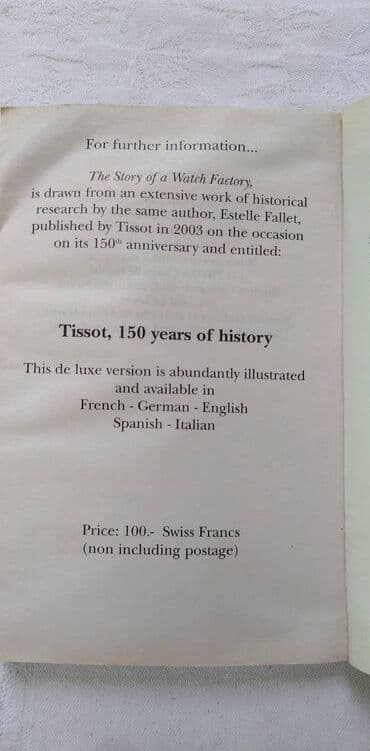 For further information...
The Story of a Watch Factory,
is drawn from an extensive work of historical
research by the same author, Estelle Fallet,
published by Tissot in 2003 on the occasion
on its 150th anniversary and entitled:
Tissot, 150 years of history
This de luxe version is abundantly illustrated
and available in
French - German - English
Spanish - Italian
Price: 100.- Swiss Francs
(non including postage)